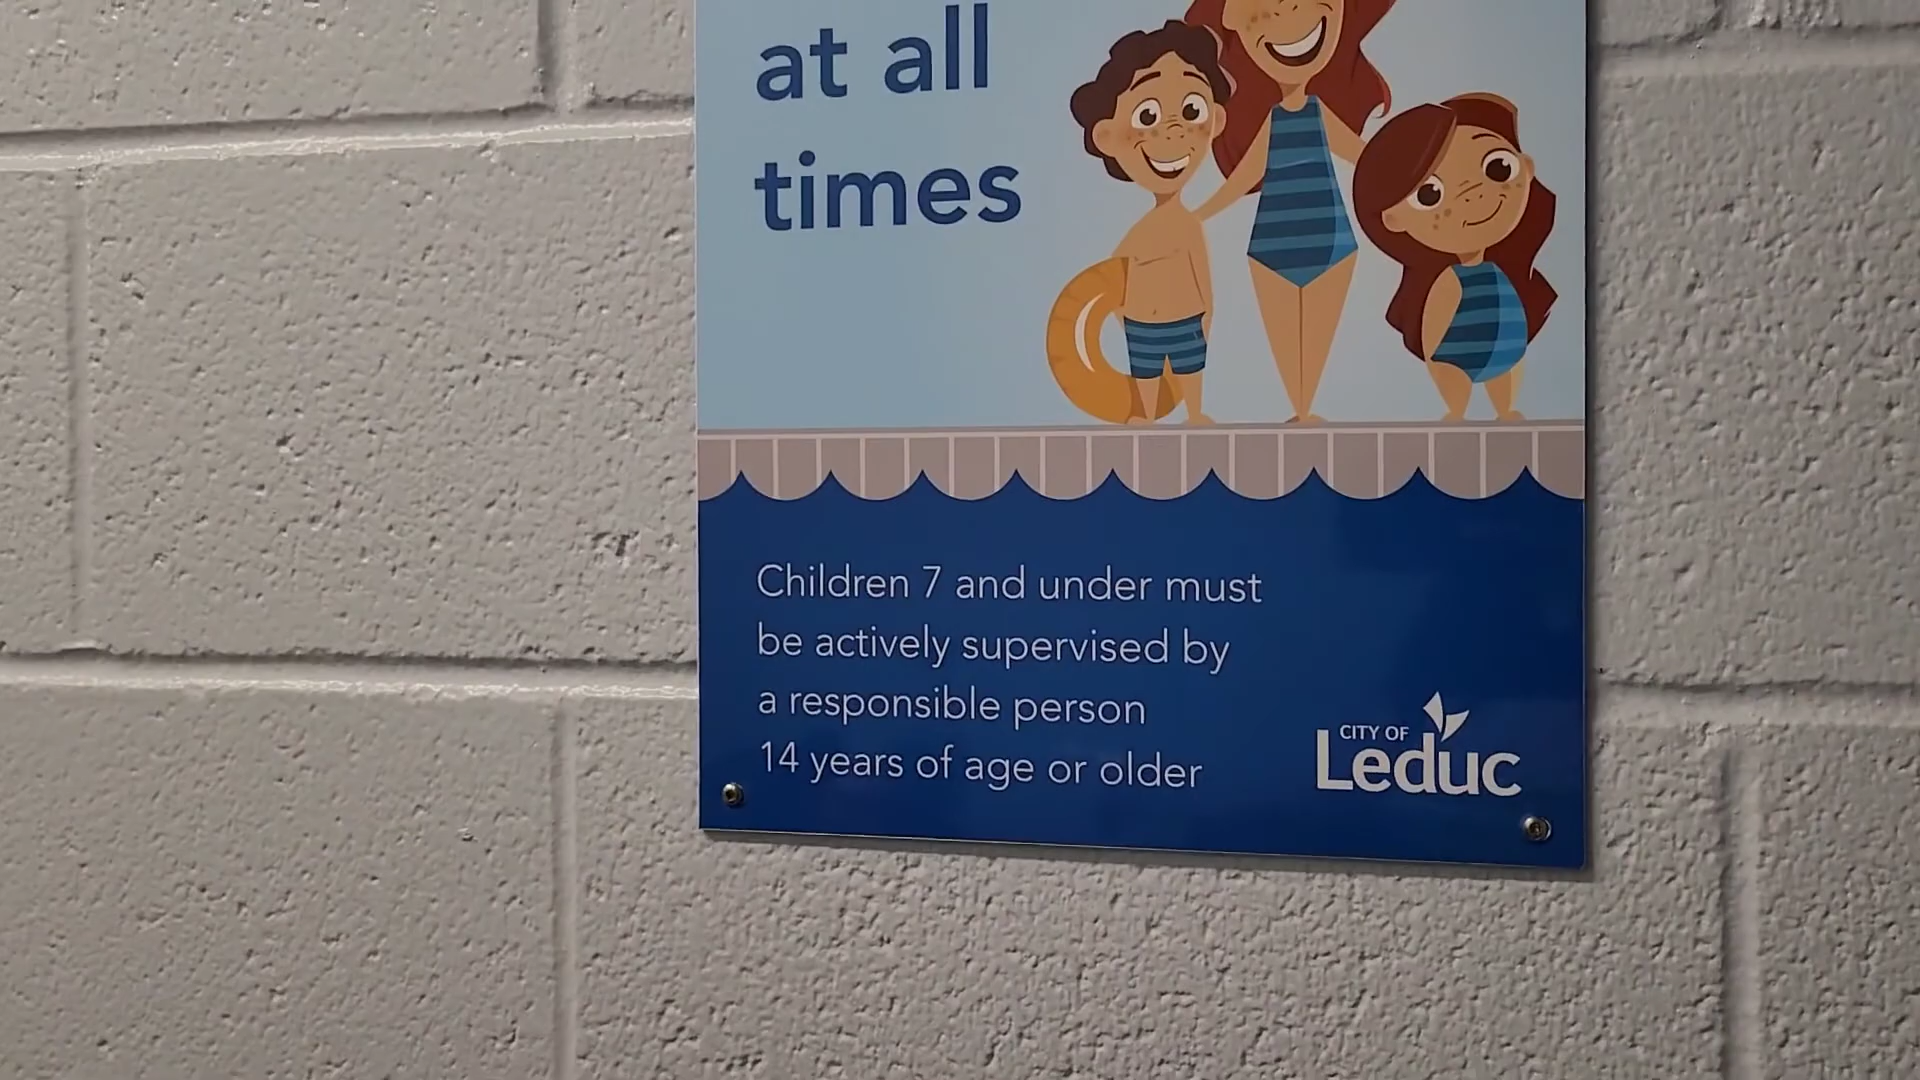 at all
times
Children 7 and under must
be actively supervised by
a responsible person
14 years of age or older
CITY OF
Leduc